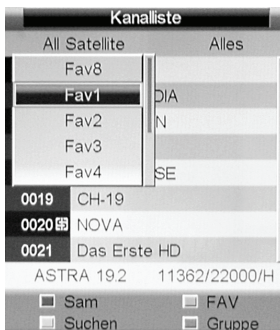 Kanalliste
All Satellite Alles
Fav8
Fav1 DIA
Fav2 N
Fav3
Fav4 SE
0019 CH-19
0020 NOVA
0021 Das Erste HD
ASTRA 19.2 11362/22000/H
Sam FAV
Suchen Gruppe